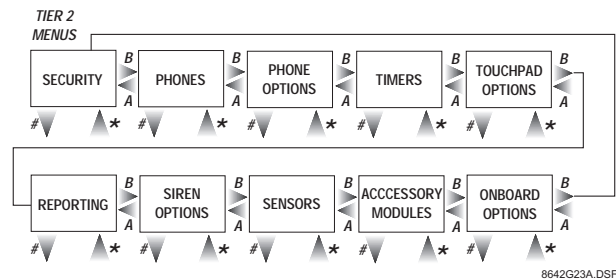 TIER 2
MENUS
SECURITY B A PHONES B A PHONE OPTIONS B A TIMERS B A TOUCHPAD OPTIONS B A
# * # * # * # * # *
REPORTING B A SIREN OPTIONS B A SENSORS B A ACCCESSORY MODULES B A ONBOARD OPTIONS B A
# * # * # * # * # *
8642G23A.DSF